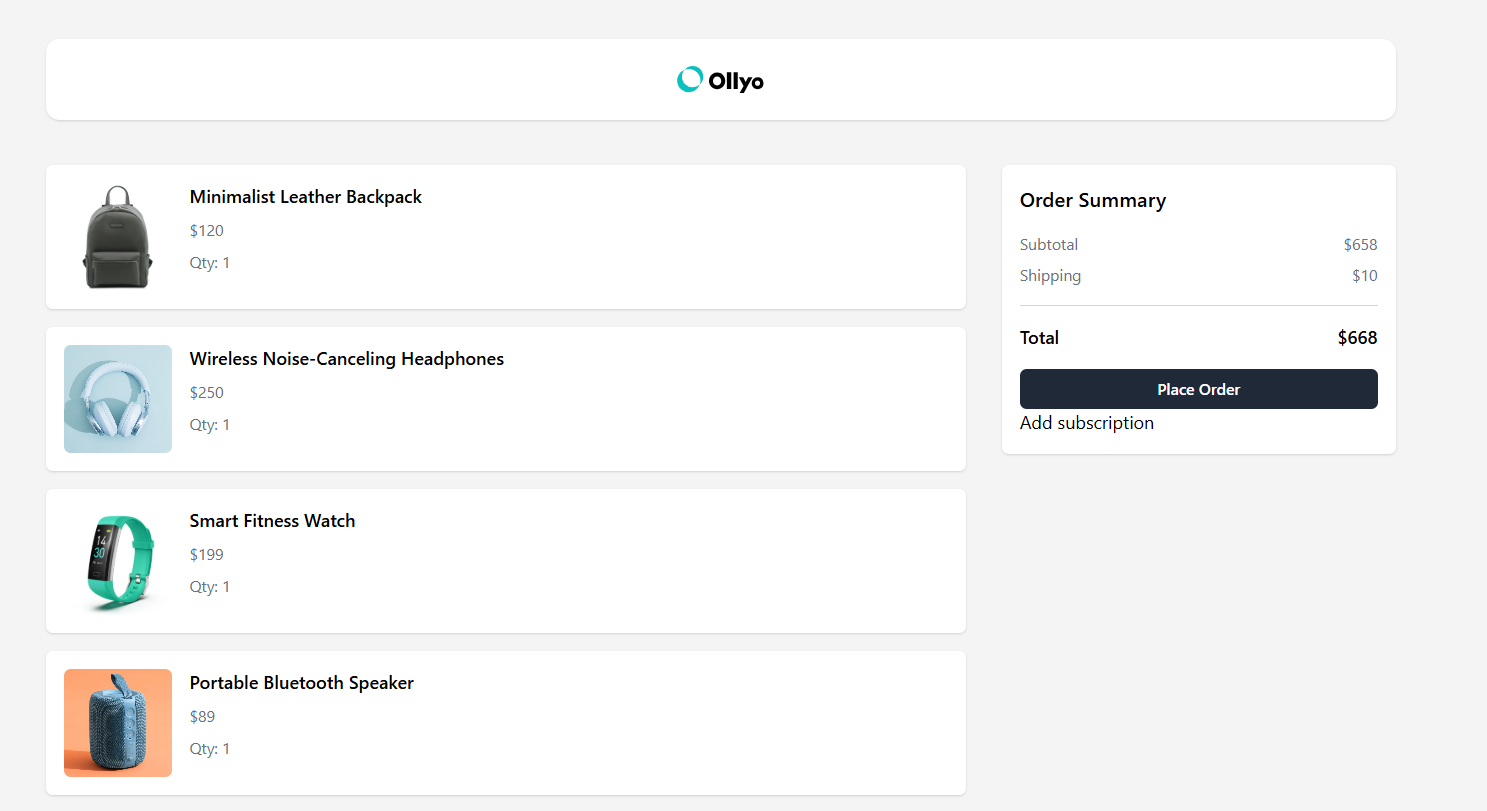 Ollyo
Minimalist Leather Backpack
$120
Qty: 1
Wireless Noise-Canceling Headphones
$250
Qty: 1
Smart Fitness Watch
$199
Qty: 1
Portable Bluetooth Speaker
$89
Qty: 1
Order Summary
Subtotal $658
Shipping $10
Total $668
Place Order
Add subscription
14
30